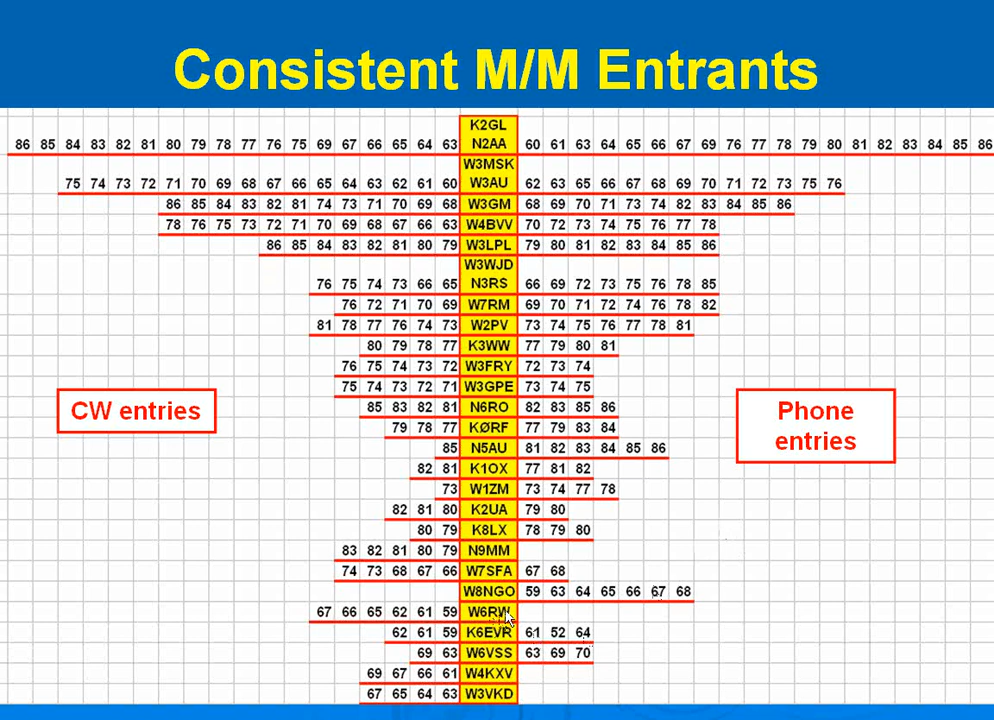 Consistent M/M Entrants
K2GL
86 85 84 83 82 81 80 79 78 77 76 75 69 67 66 65 64 63 N2AA 60 61 63 64 65 66 67 69 76 77 78 79 80 81 82 83 84 85 86
W3MSK
75 74 73 72 71 70 69 68 67 66 65 64 63 62 61 60 W3AU 62 63 65 66 67 68 69 70 71 72 73 75 76
86 85 84 83 82 81 74 73 71 70 69 68 W3GM 68 69 70 71 73 74 82 83 84 85 86
78 76 75 73 72 71 70 69 68 67 66 63 W4BVV 70 72 73 74 75 76 77 78
86 85 84 83 82 81 80 79 W3LPL 79 80 81 82 83 84 85 86
W3WJD
76 75 74 73 66 65 N3RS 66 69 72 73 75 76 78 85
76 72 71 70 69 W7RM 69 70 71 72 74 76 78 82
81 78 77 76 74 73 W2PV 73 74 75 76 77 78 81
80 79 78 77 K3WW 77 79 80 81
76 75 74 73 72 W3FRY 72 73 74
75 74 73 72 71 W3GPE 73 74 75
85 83 82 81 N6RO 82 83 85 86
79 78 77 KØRF 77 79 83 84
85 N5AU 81 82 83 84 85 86
82 81 K1OX 77 81 82
73 W1ZM 73 74 77 78
82 81 80 K2UA 79 80
80 79 K8LX 78 79 80
83 82 81 80 79 N9MM
74 73 68 67 66 W7SFA 67 68
W8NGO 59 63 64 65 66 67 68
67 66 65 62 61 59 W6RW
62 61 59 K6EVR 61 52 64
69 63 W6VSS 63 69 70
69 67 66 61 W4KXV
67 65 64 63 W3VKD
CW entries
Phone
entries